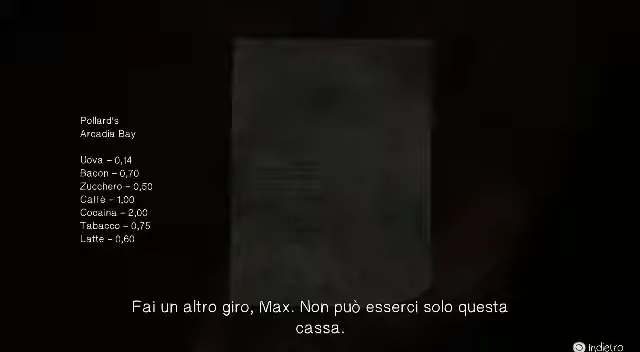 Pollard's
Arcadia Bay
Uova – 0,14
Bacon – 0,70
Zucchero – 0,50
Caffè – 1,00
Cocaina – 2,00
Tabacco – 0,75
Latte – 0,60
Fai un altro giro, Max. Non può esserci solo questa
cassa.
Indietro